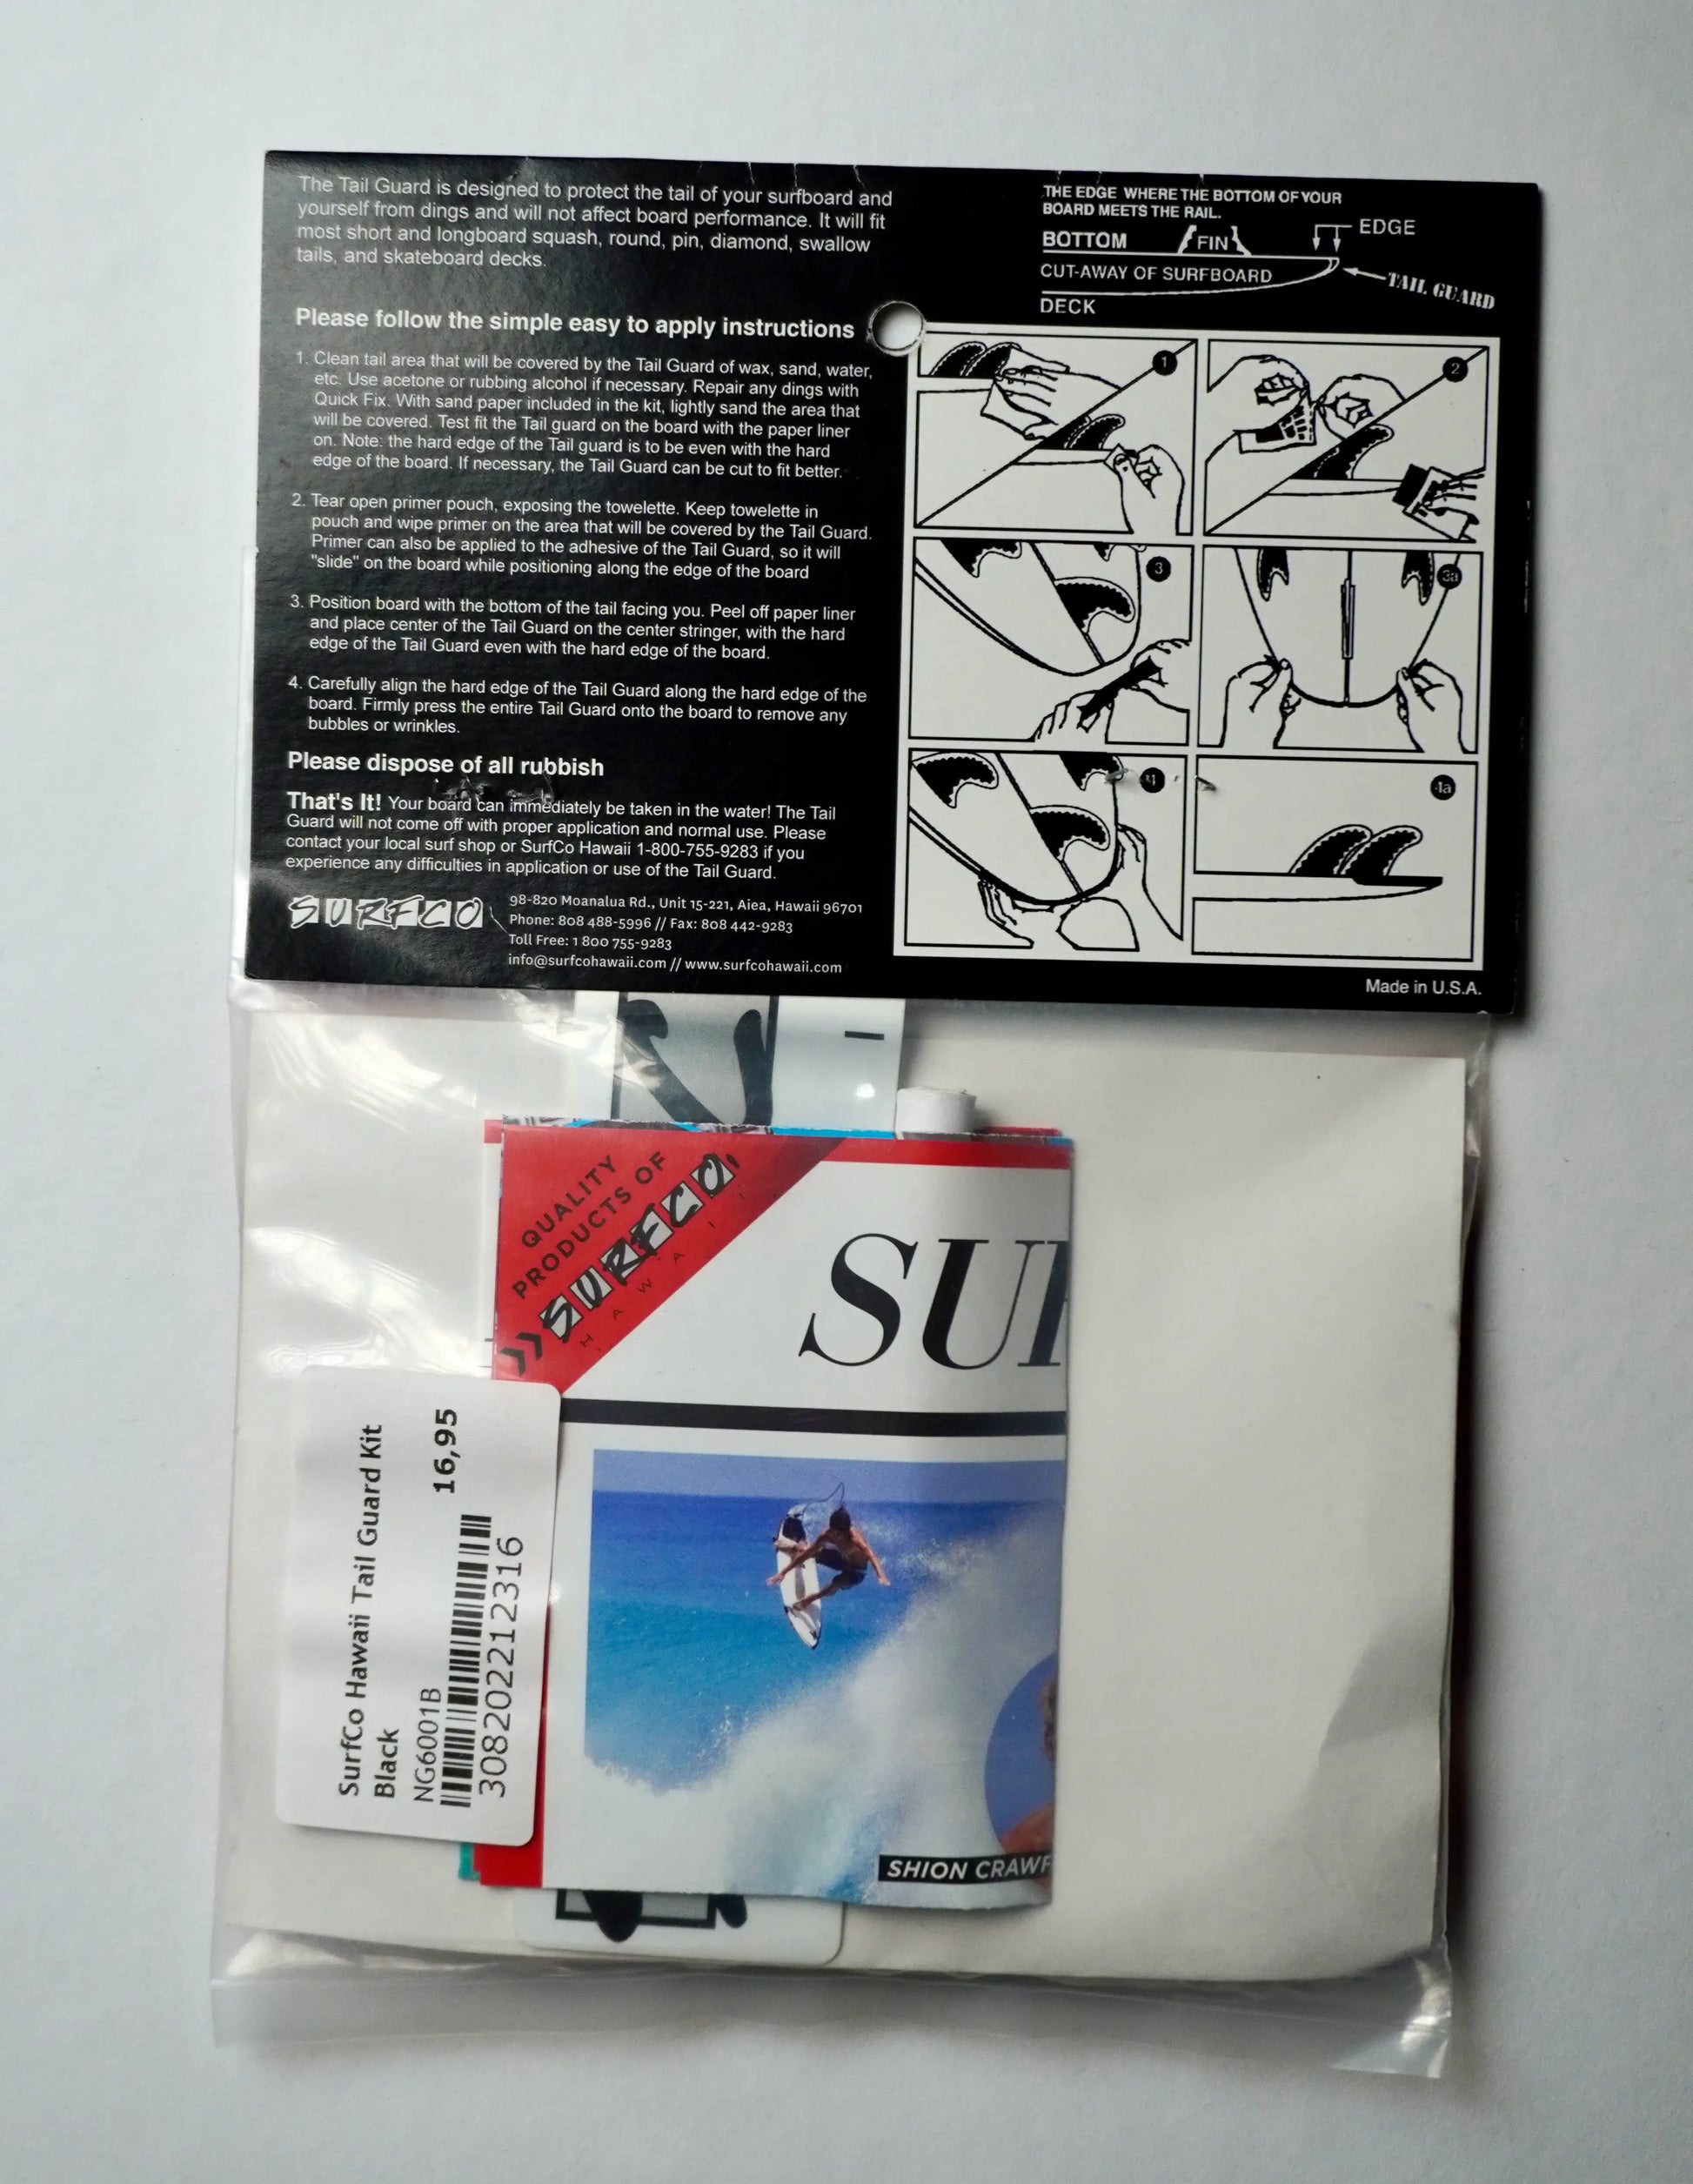 The Tail Guard is designed to protect the tail of your surfboard and
yourself from dings and will not affect board performance. It will fit
most short and longboard squash, round, pin, diamond, swallow
tails, and skateboard decks.
Please follow the simple easy to apply instructions
1. Clean tail area that will be covered by the Tail Guard of wax, sand, water,
etc. Use acetone or rubbing alcohol if necessary. Repair any dings with
Quick Fix. With sand paper included in the kit, lightly sand the area that
will be covered. Test fit the Tail guard on the board with the paper liner
on. Note: the hard edge of the Tail guard is to be even with the hard
edge of the board. If necessary, the Tail Guard can be cut to fit better.
2. Tear open primer pouch, exposing the towelette. Keep towelette in
pouch and wipe primer on the area that will be covered by the Tail Guard.
Primer can also be applied to the adhesive of the Tail Guard, so it will
"slide" on the board while positioning along the edge of the board
3. Position board with the bottom of the tail facing you. Peel off paper liner
and place center of the Tail Guard on the center stringer, with the hard
edge of the Tail Guard even with the hard edge of the board.
4. Carefully align the hard edge of the Tail Guard along the hard edge of the
board. Firmly press the entire Tail Guard onto the board to remove any
bubbles or wrinkles.
Please dispose of all rubbish
That's It! Your board can immediately be taken in the water! The Tail
Guard will not come off with proper application and normal use. Please
contact your local surf shop or SurfCo Hawaii 1-800-755-9283 if you
experience any difficulties in application or use of the Tail Guard.
SURFCO
98-820 Moanalua Rd., Unit 15-221, Aiea, Hawaii 96701
Phone: 808 488-5996 // Fax: 808 442-9283
Toll Free: 1 800 755-9283
info@surfcohawaii.com // www.surfcohawaii.com
THE EDGE WHERE THE BOTTOM OF YOUR
BOARD MEETS THE RAIL.
EDGE
BOTTOM
FIN
CUT-AWAY OF SURFBOARD
TAIL GUARD
DECK
1
2
3
3a
4
4a
Made in U.S.A.
QUALITY
PRODUCTS OF
SURFCO
HAWAII
SU
SHION CRAWF
SurfCo Hawaii Tail Guard Kit
Black
16,95
NG6001B
3082022212316